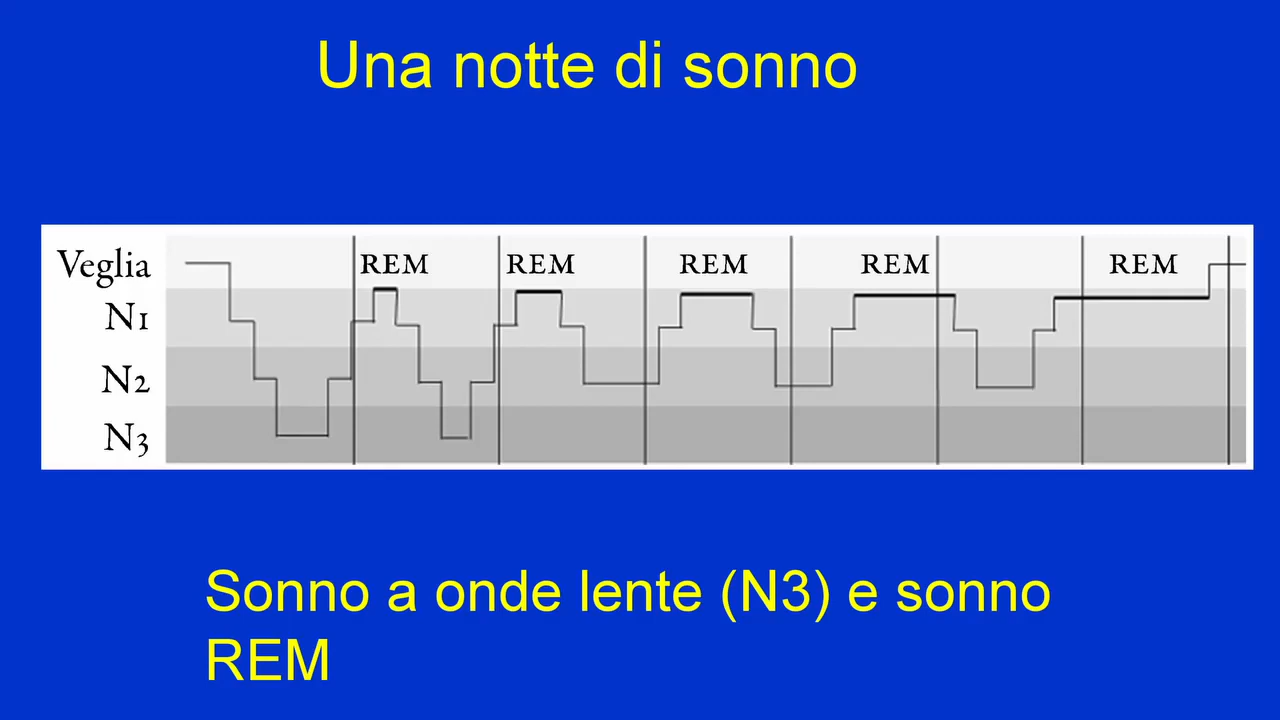 Una notte di sonno
Veglia REM REM REM REM REM
N1
N2
N3
Sonno a onde lente (N3) e sonno
REM